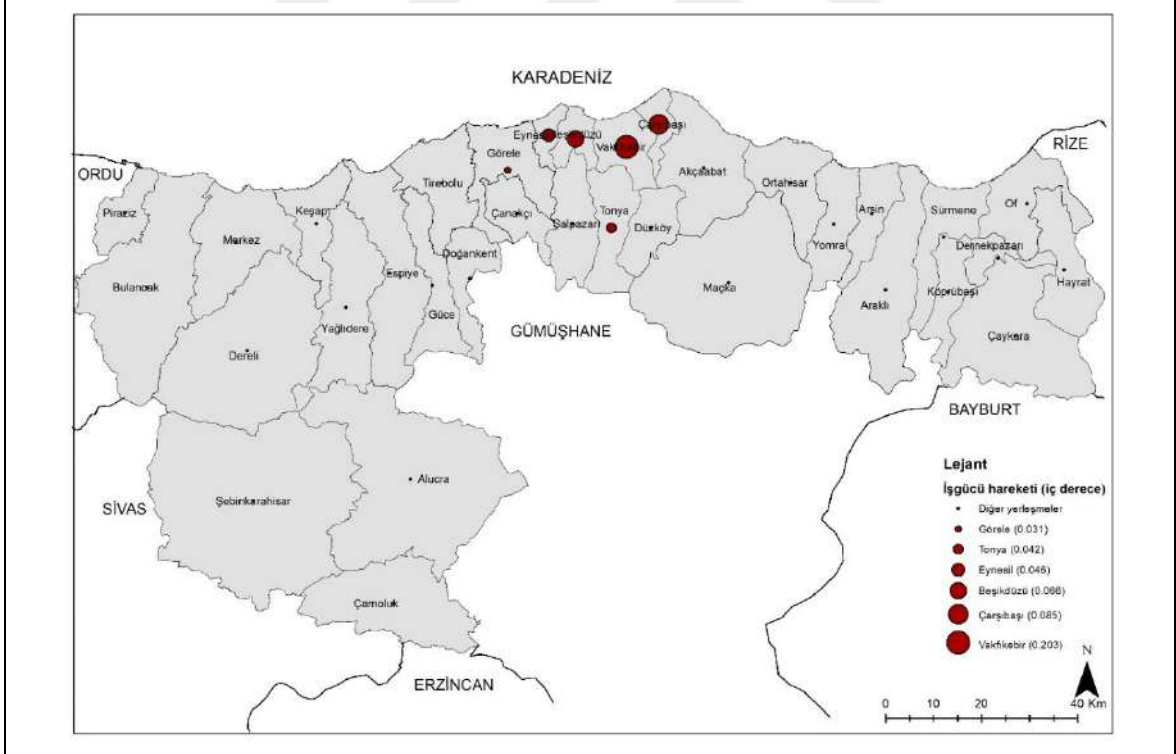 KARADENİZ
RİZE
ORDU
Eynesil Beşikdüzü
Çarşıbaşı
Vakfıkebir
Görele
Akçaabat
Tirebolu
Ortahisar
Piraziz
Keşap
Çanakçı
Tonya
Arsin
Sürmene
Of
Şalpazarı
Düzköy
Merkez
Yomra
Dernekpazarı
Doğankent
Espiye
Hayrat
Bulancak
Maçka
Köprübaşı
Araklı
Güce
Yağlıdere
GÜMÜŞHANE
Çaykara
Dereli
BAYBURT
Lejant
İşgücü hareketi (iç derece)
Diğer yerleşmeler
Görele (0.031)
Tonya (0.042)
Eynesil (0.046)
Beşikdüzü (0.066)
Çarşıbaşı (0.085)
Vakfıkebir (0.203)
Alucra
Şebinkarahisar
SİVAS
Çamoluk
ERZİNCAN
N
0 10 20 40 Km